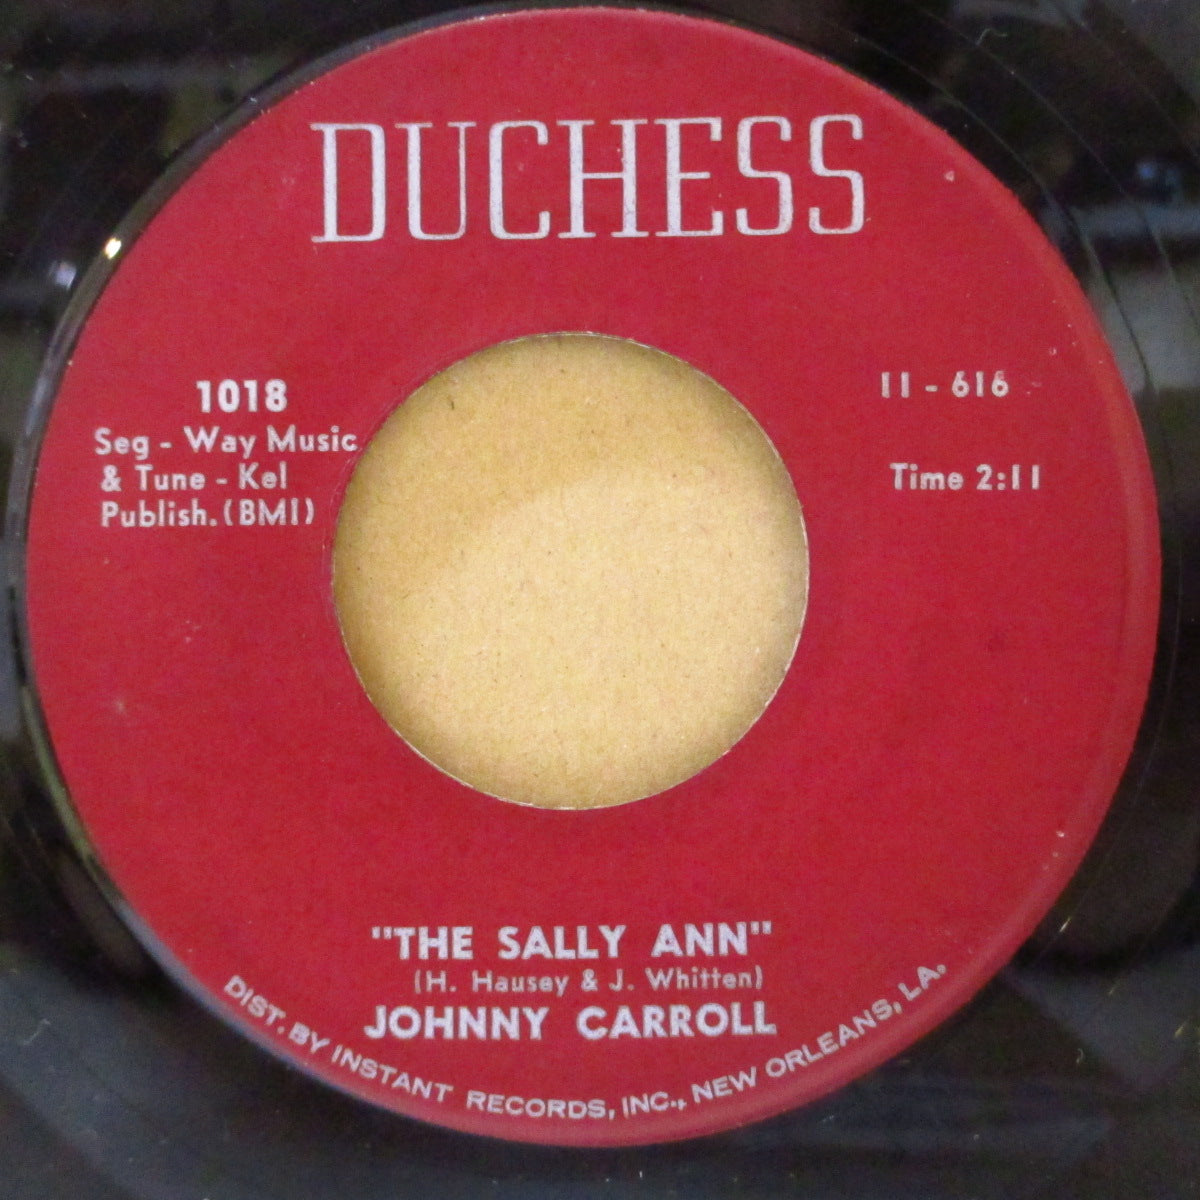 DUCHESS
1018
Seg - Way Music
& Tune - Kel
Publish. (BMI)
11 - 616
Time 2:11
"THE SALLY ANN"
(H. Hausey & J. Whitten)
JOHNNY CARROLL
DIST. BY INSTANT RECORDS, INC., NEW ORLEANS, LA.